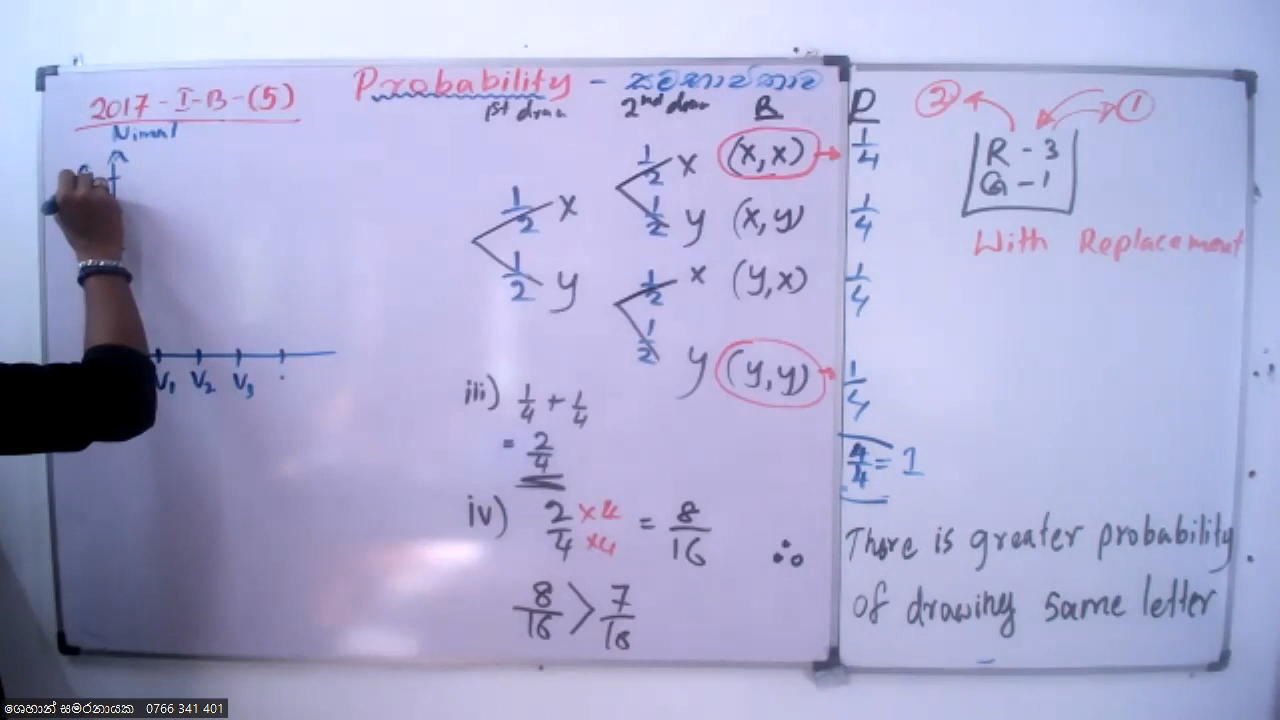 Probability - සම්භාවිතාව
2017 - I - B - (5)
1st draw 2nd draw R P
Nimal
1/2 x (x, x) 1/4
1/2 x
1/2 y (x, y) 1/4
1/2 y
1/2 x (y, x) 1/4
1/2 y (y, y) 1/4
4/4 = 1
V1 V2 V3
iii) 1/4 + 1/4
= 2/4
iv) 2/4 ×4 ×4 = 8/16
8/16 > 7/16
∴ There is greater probability
of drawing same letter
2 1
R - 3
G - 1
With Replacement
0766 341 401